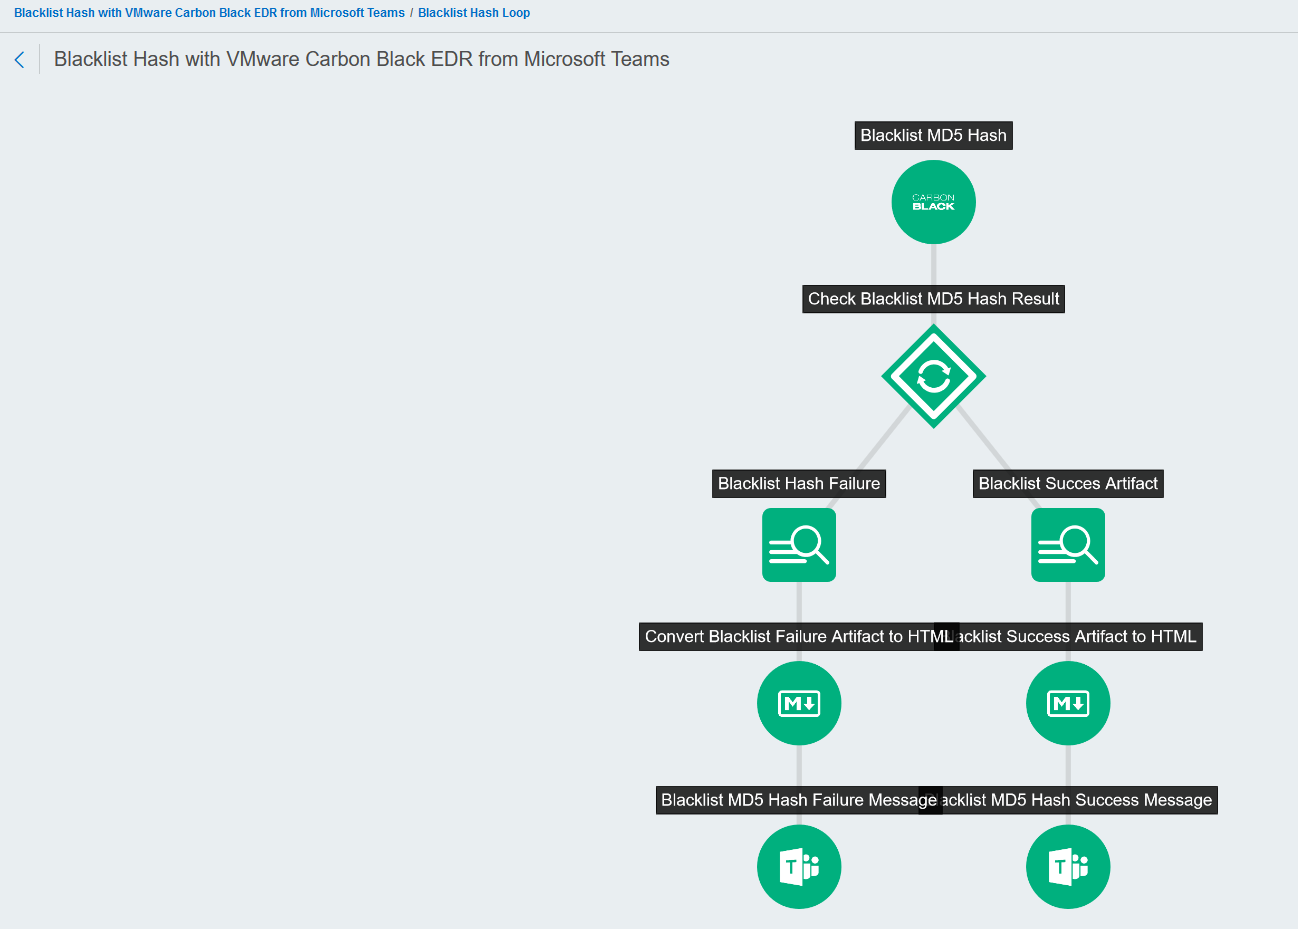 Blacklist Hash with VMware Carbon Black EDR from Microsoft Teams / Blacklist Hash Loop
Blacklist Hash with VMware Carbon Black EDR from Microsoft Teams
Blacklist MD5 Hash
CARBON
BLACK
Check Blacklist MD5 Hash Result
Blacklist Hash Failure
Blacklist Succes Artifact
Convert Blacklist Failure Artifact to HTML
Success Artifact to HTML
M
M
Blacklist MD5 Hash Failure Message
MD5 Hash Success Message
T
T